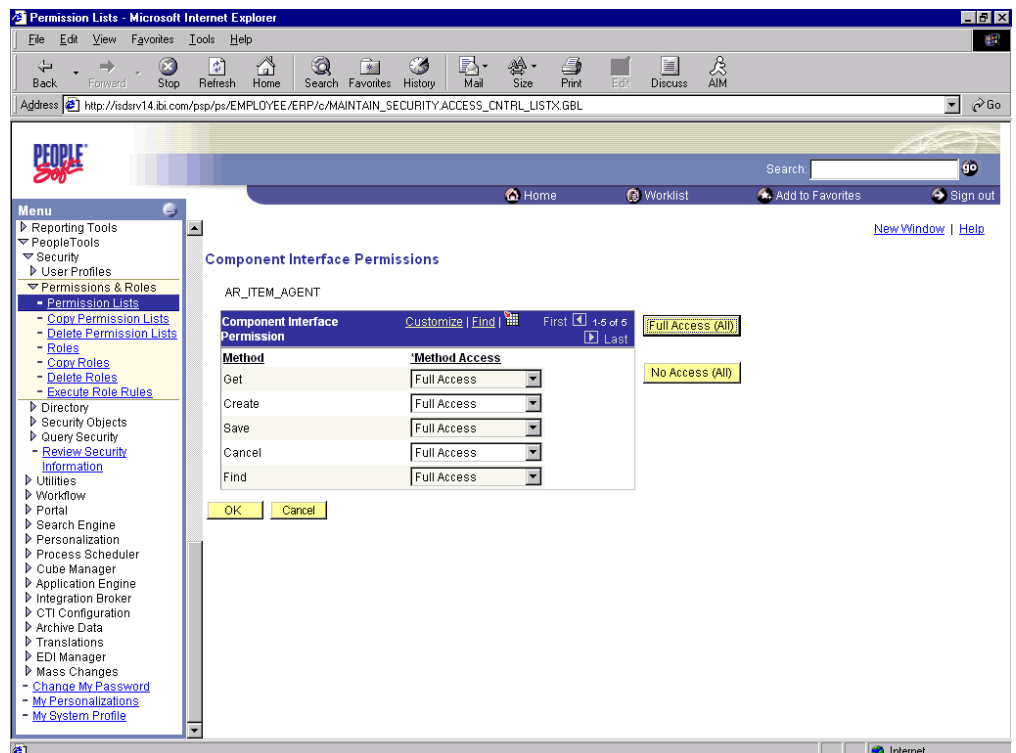 Permission Lists - Microsoft Internet Explorer
File Edit View Favorites Tools Help
Back Forward Stop Refresh Home Search Favorites History Mail Size Print Edit Discuss AIM
Address http://isdsrv14.ibi.com/psp/ps/EMPLOYEE/ERP/c/MAINTAIN_SECURITY.ACCESS_CNTRL_LISTX.GBL Go
PEOPLE
Soft
Search: go
Home Worklist Add to Favorites Sign out
Menu
New Window | Help
Reporting Tools
PeopleTools
Security
User Profiles
Permissions & Roles
- Permission Lists
- Copy Permission Lists
- Delete Permission Lists
- Roles
- Copy Roles
- Delete Roles
- Execute Role Rules
Directory
Security Objects
Query Security
- Review Security
Information
Utilities
Workflow
Portal
Search Engine
Personalization
Process Scheduler
Cube Manager
Application Engine
Integration Broker
CTI Configuration
Archive Data
Translations
EDI Manager
Mass Changes
- Change My Password
- My Personalizations
- My System Profile
Component Interface Permissions
AR_ITEM_AGENT
Component Interface Permission Customize | Find | First 1-5 of 5 Last
Full Access (All)
No Access (All)
Method *Method Access
Get Full Access
Create Full Access
Save Full Access
Cancel Full Access
Find Full Access
OK Cancel
Internet